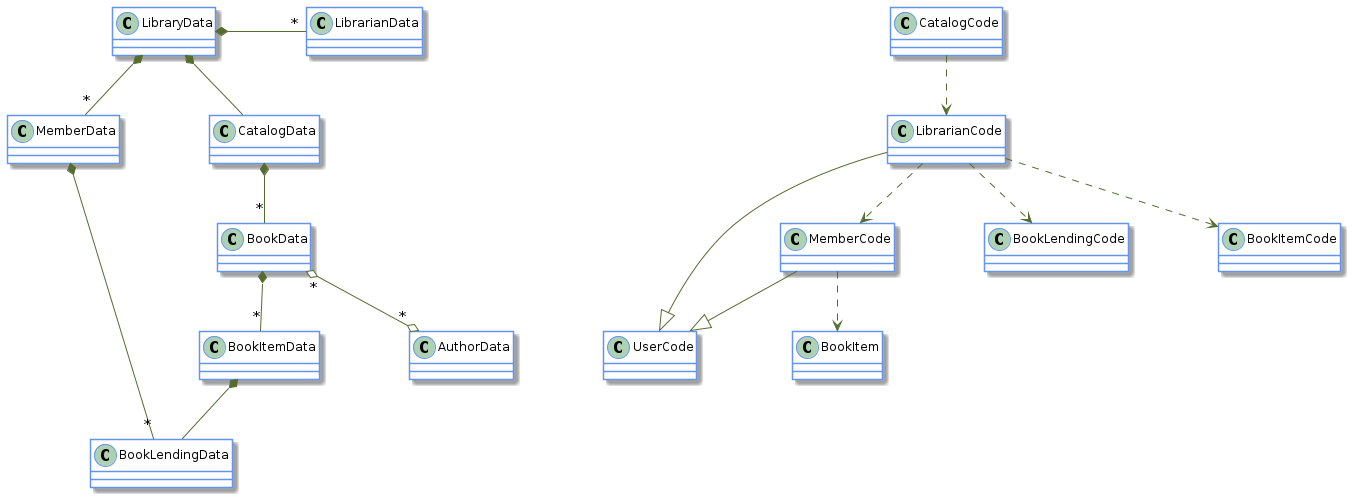 C LibraryData
*
C LibrarianData
C CatalogCode
*
C MemberData
C CatalogData
C LibrarianCode
*
C BookData
C MemberCode
C BookLendingCode
C BookItemCode
*
*
*
C BookItemData
C AuthorData
C UserCode
C BookItem
*
C BookLendingData